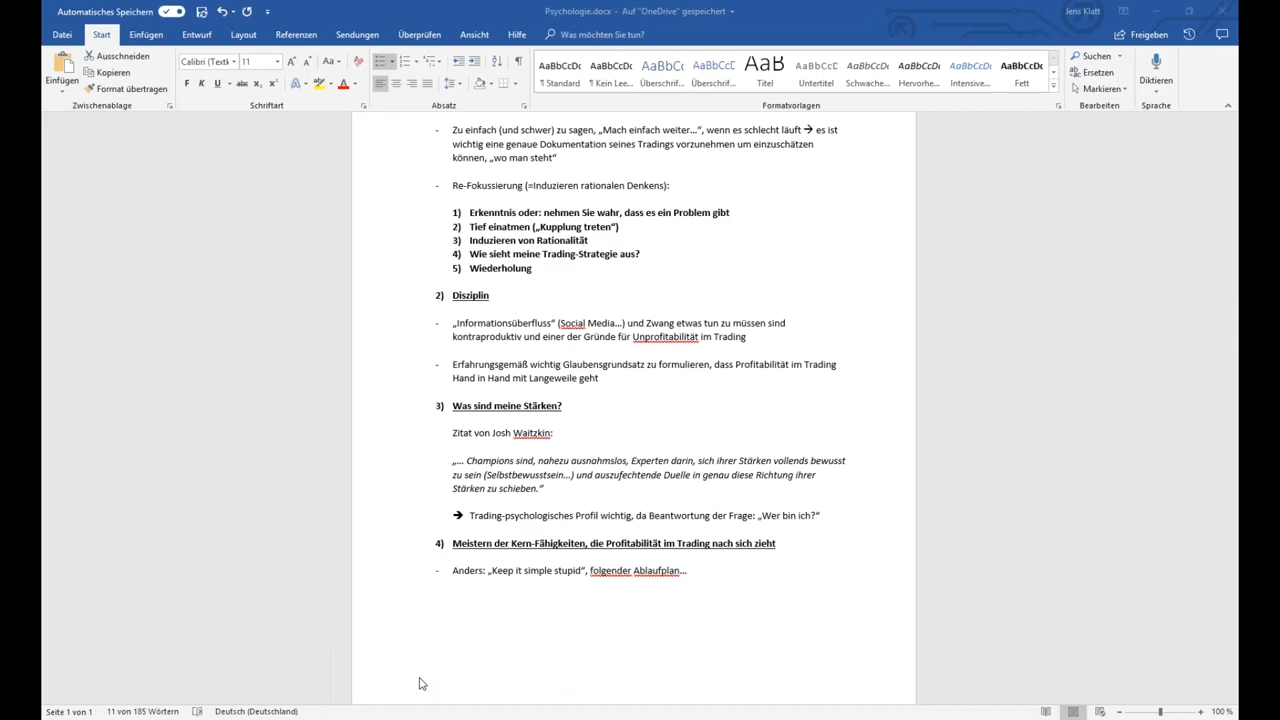 Automatisches Speichern
Psychologie.docx - Auf "OneDrive" gespeichert
Jens Klatt
Datei Start Einfügen Entwurf Layout Referenzen Sendungen Überprüfen Ansicht Hilfe Was möchten Sie tun? Freigeben
Einfügen
Ausschneiden
Kopieren
Format übertragen
Zwischenablage
Calibri (Textk 11
F K U abc x₂ x²
Schriftart
Absatz
AaBbCcDc AaBbCcDc AaBbCc AaBbCcC AaB AaBbCcD AaBbCcDc AaBbCcDc AaBbCcDc AaBbCcDc
¶ Standard ¶ Kein Lee... Überschrif... Überschrif... Titel Untertitel Schwache... Hervorhe... Intensive... Fett
Formatvorlagen
Suchen
Ersetzen
Markieren
Bearbeiten
Diktieren
Sprache
- Zu einfach (und schwer) zu sagen, „Mach einfach weiter…“, wenn es schlecht läuft → es ist
wichtig eine genaue Dokumentation seines Tradings vorzunehmen um einzuschätzen
können, „wo man steht“
- Re-Fokussierung (=Induzieren rationalen Denkens):
1) Erkenntnis oder: nehmen Sie wahr, dass es ein Problem gibt
2) Tief einatmen („Kupplung treten“)
3) Induzieren von Rationalität
4) Wie sieht meine Trading-Strategie aus?
5) Wiederholung
2) Disziplin
- „Informationsüberfluss“ (Social Media…) und Zwang etwas tun zu müssen sind
kontraproduktiv und einer der Gründe für Unprofitabilität im Trading
- Erfahrungsgemäß wichtig Glaubensgrundsatz zu formulieren, dass Profitabilität im Trading
Hand in Hand mit Langeweile geht
3) Was sind meine Stärken?
Zitat von Josh Waitzkin:
„… Champions sind, nahezu ausnahmslos, Experten darin, sich ihrer Stärken vollends bewusst
zu sein (Selbstbewusstsein…) und auszufechtende Duelle in genau diese Richtung ihrer
Stärken zu schieben.“
→ Trading-psychologisches Profil wichtig, da Beantwortung der Frage: „Wer bin ich?“
4) Meistern der Kern-Fähigkeiten, die Profitabilität im Trading nach sich zieht
- Anders: „Keep it simple stupid“, folgender Ablaufplan…
Seite 1 von 1 11 von 185 Wörtern Deutsch (Deutschland) 100 %